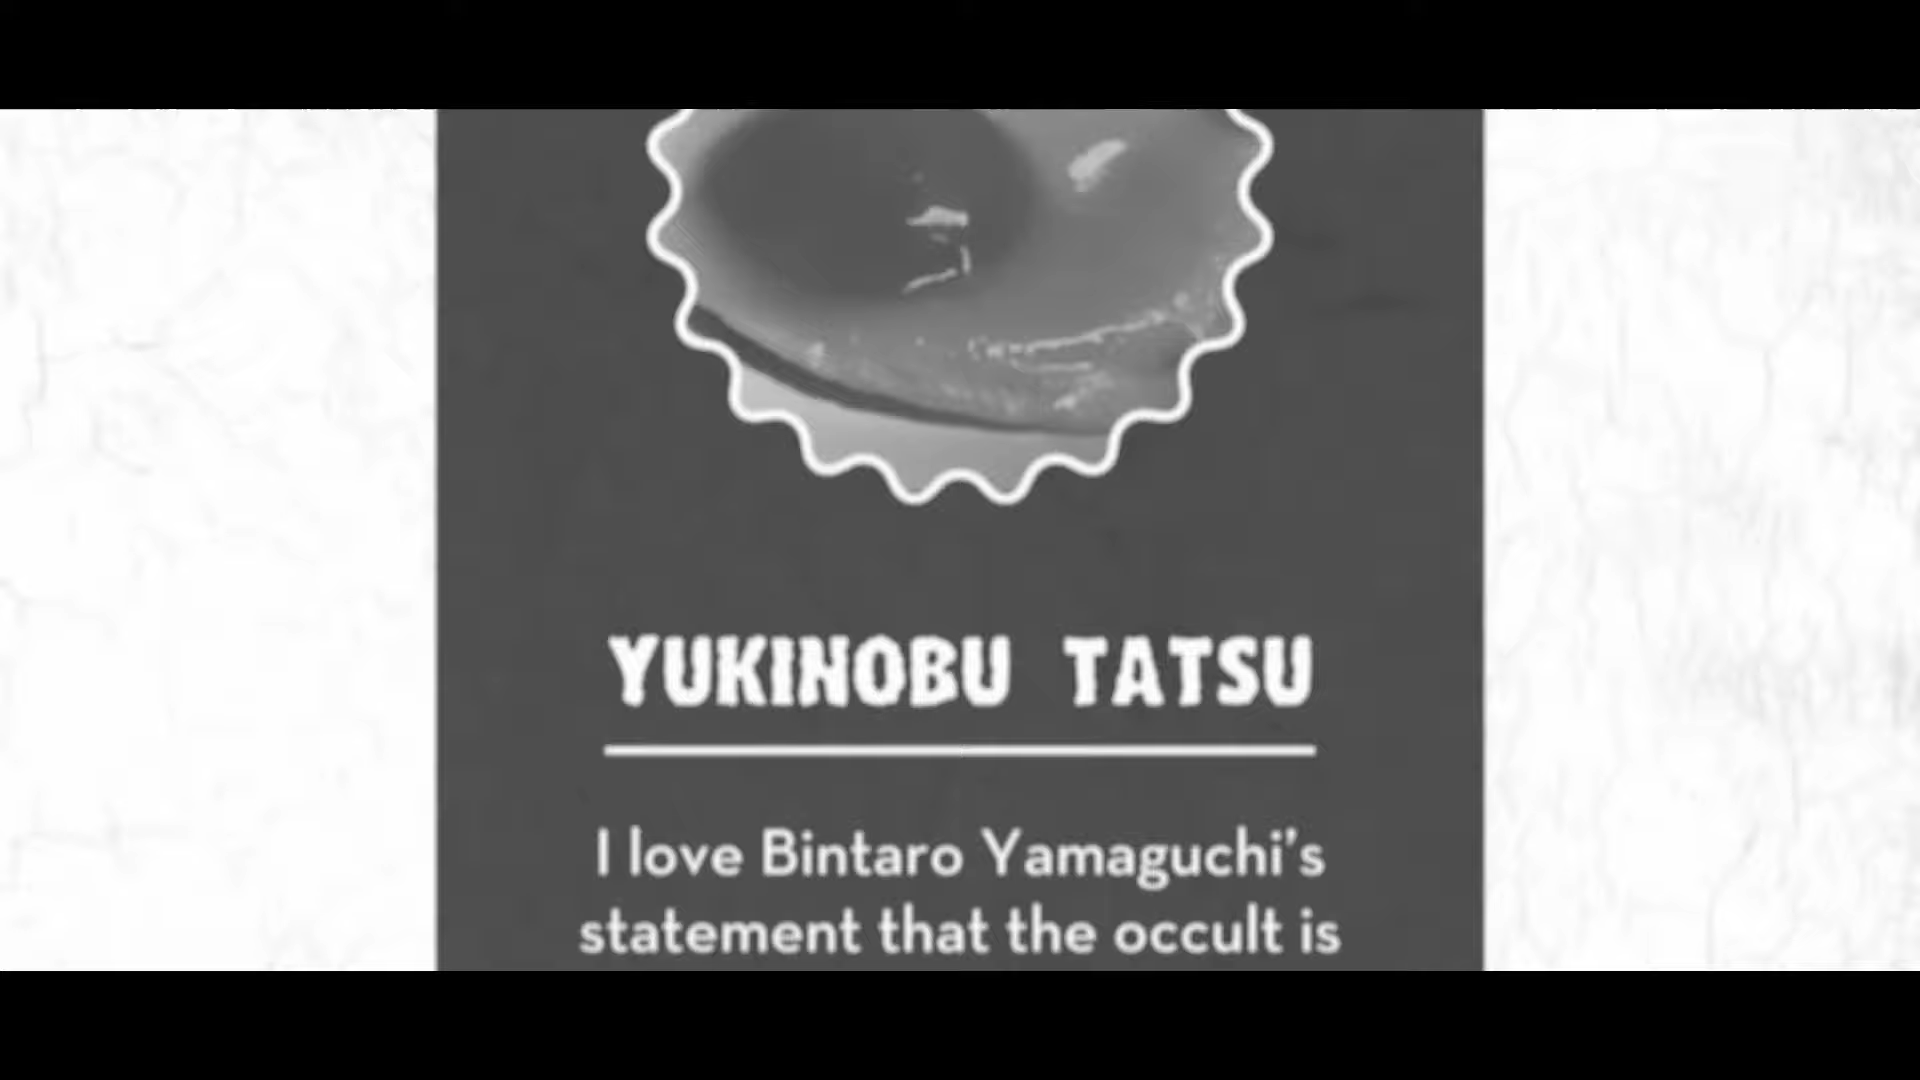 YUKINOBU TATSU
I love Bintaro Yamaguchi's
statement that the occult is